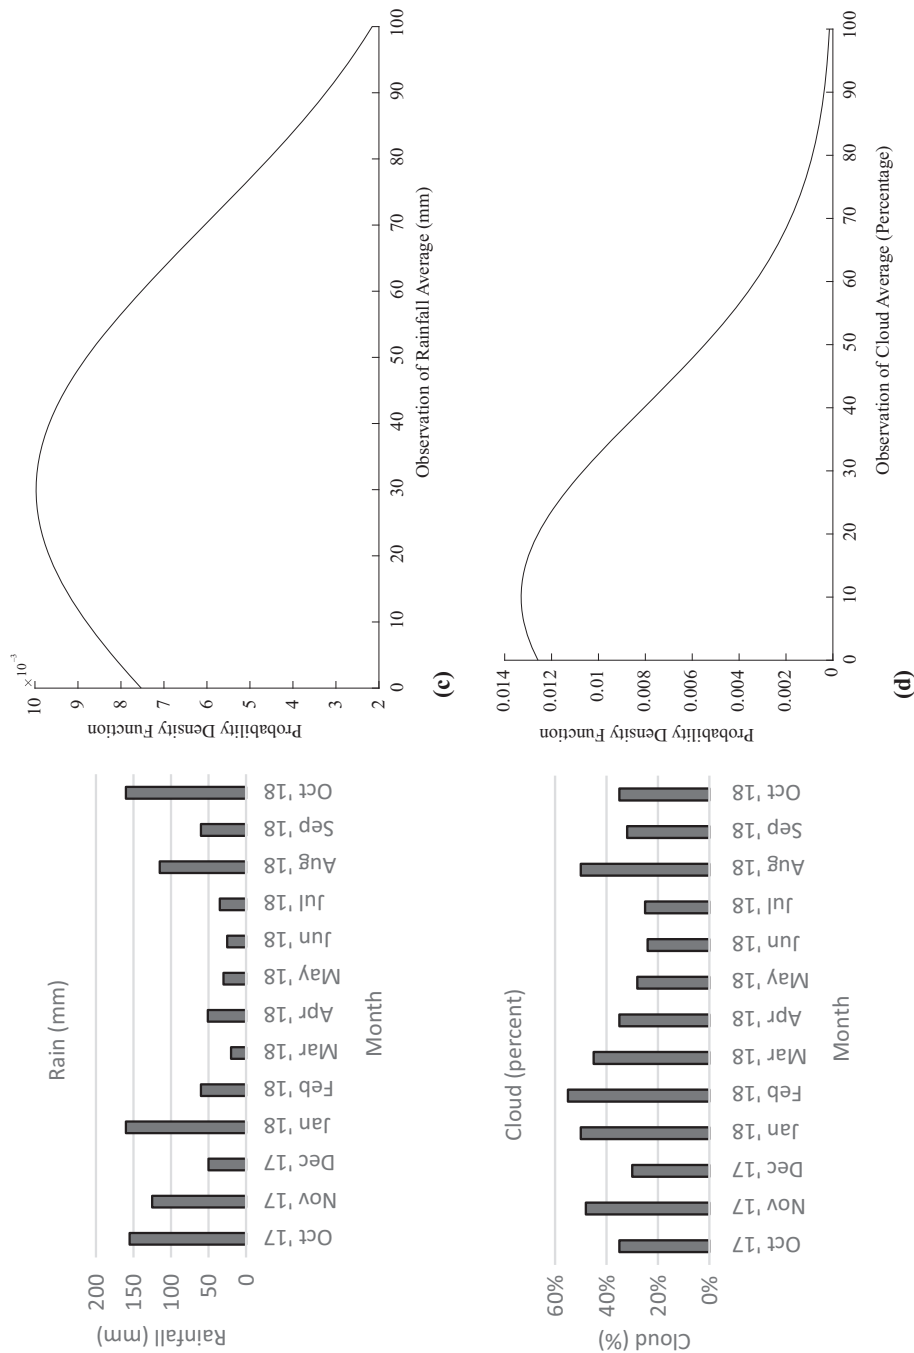 Rain (mm)
200
150
100
50
0
Rainfall (mm)
Oct '17
Nov '17
Dec '17
Jan '18
Feb '18
Mar '18
Apr '18
May '18
Jun '18
Jul '18
Aug '18
Sep '18
Oct '18
Month
× 10⁻³
10
9
8
7
6
5
4
3
2
Probability Density Function
0
10
20
30
40
50
60
70
80
90
100
Observation of Rainfall Average (mm)
(c)
Cloud (percent)
60%
40%
20%
0%
Cloud (%)
Oct '17
Nov '17
Dec '17
Jan '18
Feb '18
Mar '18
Apr '18
May '18
Jun '18
Jul '18
Aug '18
Sep '18
Oct '18
Month
0.014
0.012
0.01
0.008
0.006
0.004
0.002
0
Probability Density Function
0
10
20
30
40
50
60
70
80
90
100
Observation of Cloud Average (Percentage)
(d)